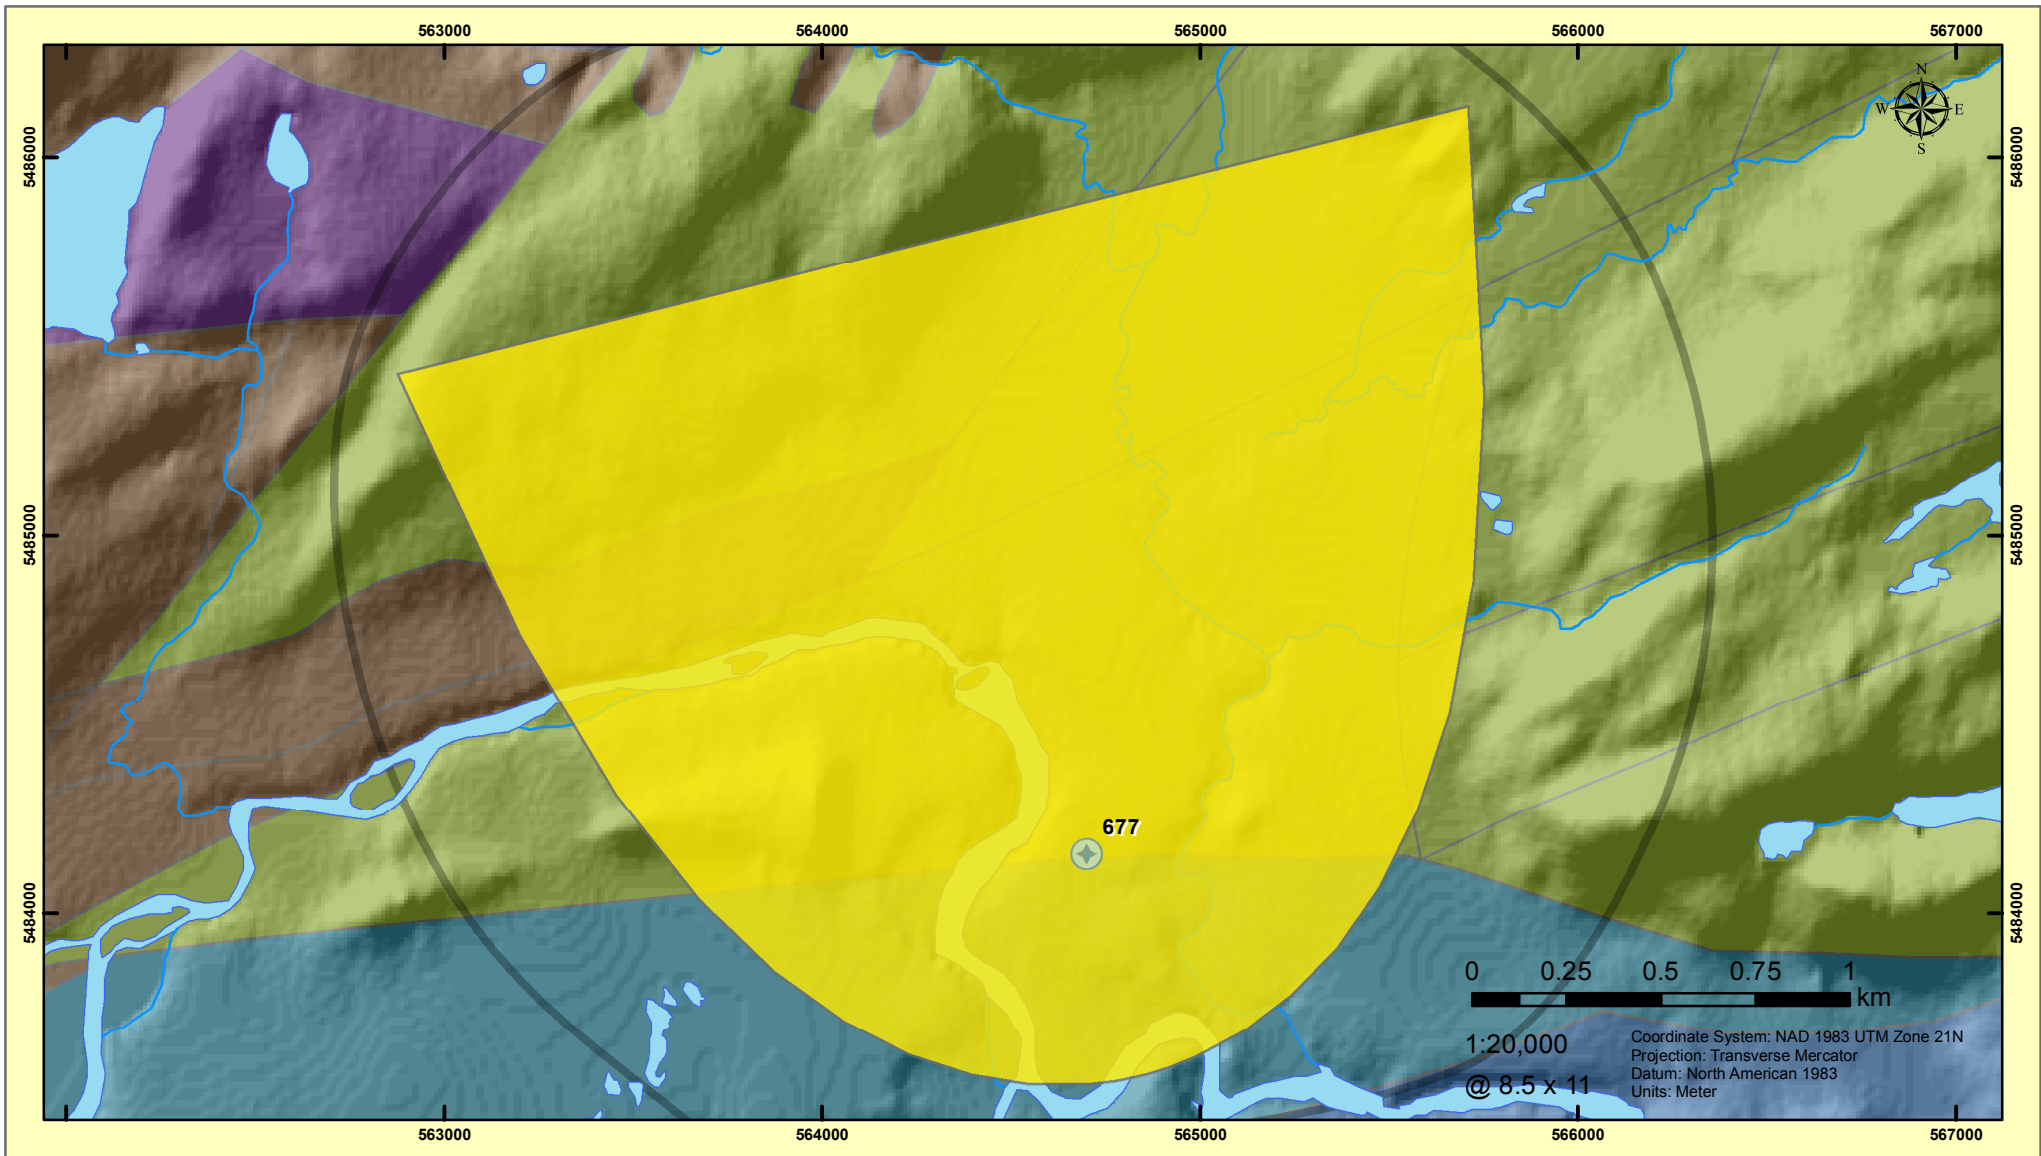 563000 564000 565000 566000 567000
N
W E
S
5486000 5486000
5485000 5485000
677
5484000 5484000
0 0.25 0.5 0.75 1
km
1:20,000
@ 8.5 x 11
Coordinate System: NAD 1983 UTM Zone 21N
Projection: Transverse Mercator
Datum: North American 1983
Units: Meter
563000 564000 565000 566000 567000